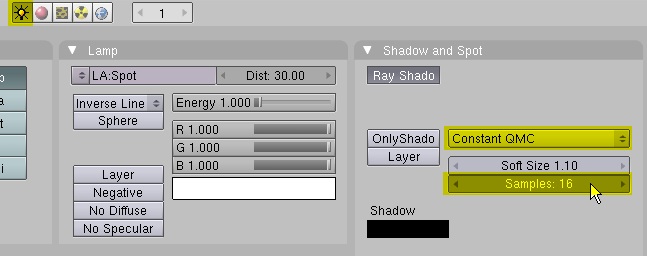 1
Lamp
Shadow and Spot
LA:Spot
Dist: 30.00
Ray Shado
Inverse Line
Energy 1.000
Sphere
R 1.000
OnlyShado
Constant QMC
G 1.000
Layer
B 1.000
Soft Size 1.10
Layer
Samples: 16
Negative
No Diffuse
Shadow
No Specular